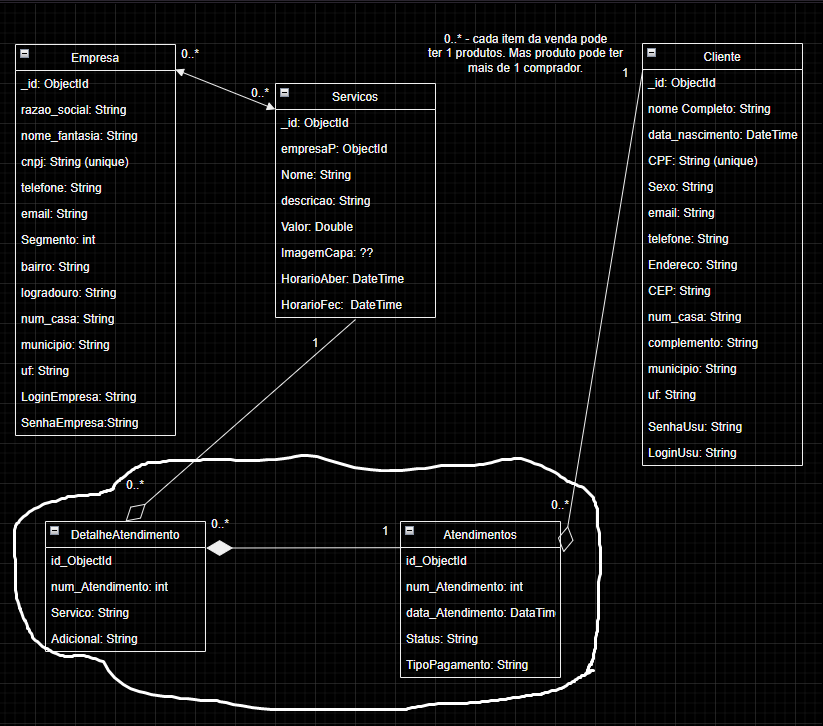 0..* - cada item da venda pode
ter 1 produtos. Mas produto pode ter
mais de 1 comprador.
Empresa
_id: ObjectId
razao_social: String
nome_fantasia: String
cnpj: String (unique)
telefone: String
email: String
Segmento: int
bairro: String
logradouro: String
num_casa: String
municipio: String
uf: String
LoginEmpresa: String
SenhaEmpresa:String
0..*
0..*
Servicos
_id: ObjectId
empresaP: ObjectId
Nome: String
descricao: String
Valor: Double
ImagemCapa: ??
HorarioAber: DateTime
HorarioFec: DateTime
1
1
Cliente
_id: ObjectId
nome Completo: String
data_nascimento: DateTime
CPF: String (unique)
Sexo: String
email: String
telefone: String
Endereco: String
CEP: String
num_casa: String
complemento: String
municipio: String
uf: String
SenhaUsu: String
LoginUsu: String
0..*
DetalheAtendimento
id_ObjectId
num_Atendimento: int
Servico: String
Adicional: String
0..*
1
0..*
Atendimentos
id_ObjectId
num_Atendimento: int
data_Atendimento: DataTim
Status: String
TipoPagamento: String